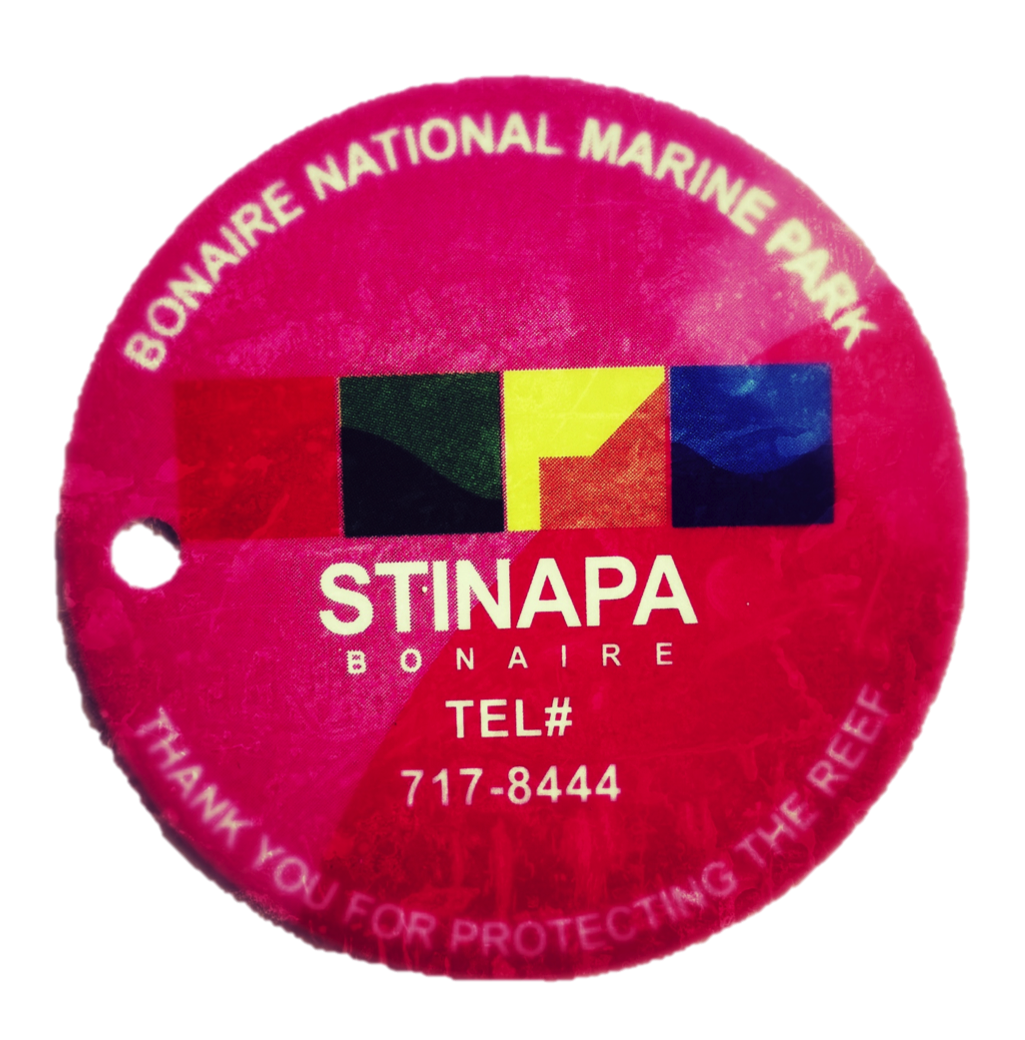 BONAIRE NATIONAL MARINE PARK
STINAPA
BONAIRE
TEL#
717-8444
THANK YOU FOR PROTECTING THE REEF